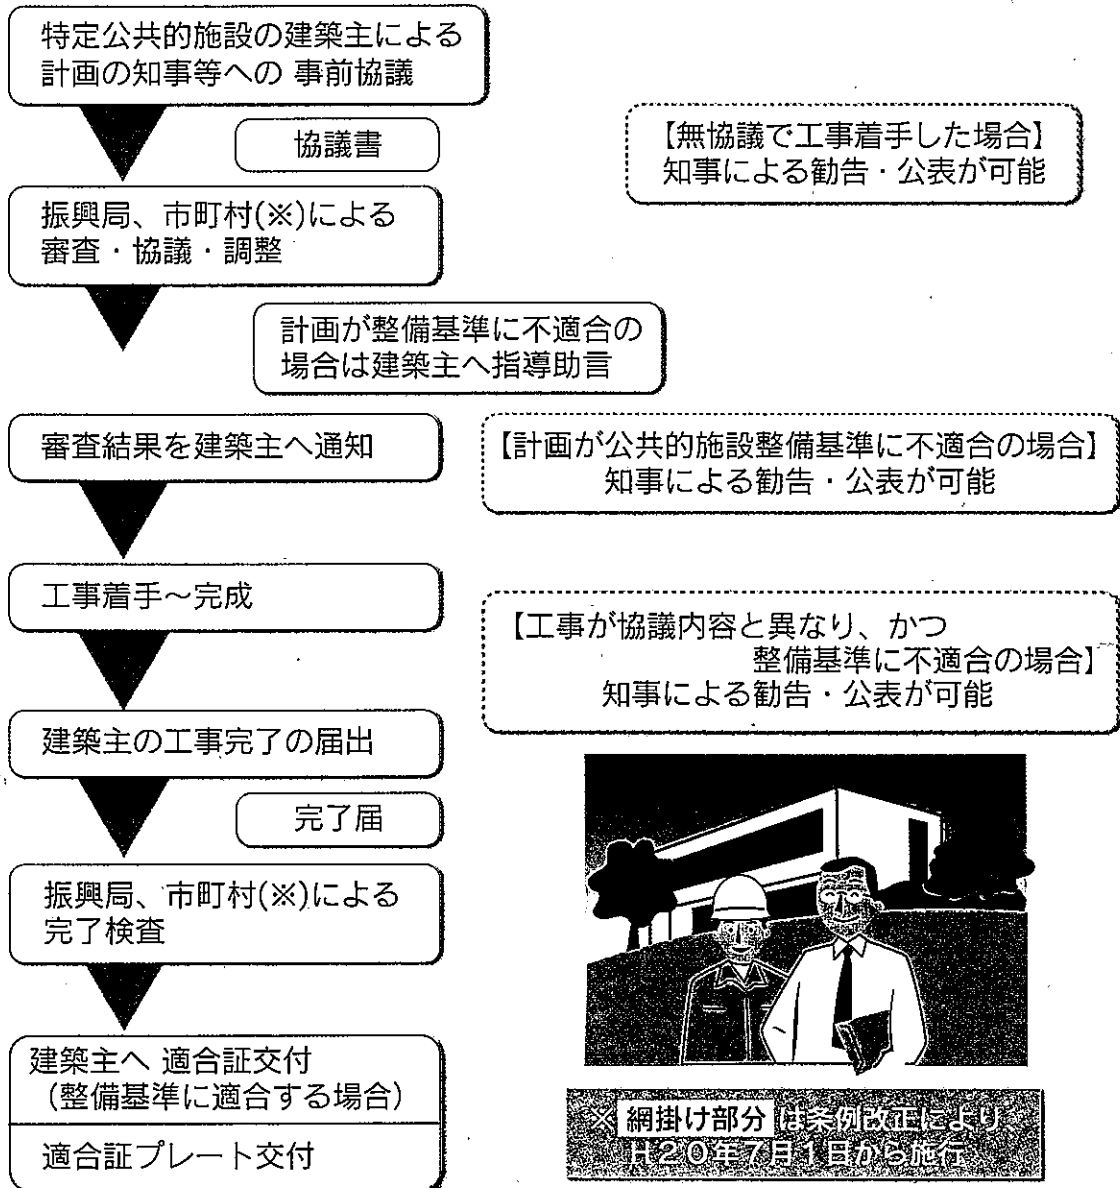 特定公共的施設の建築主による
計画の知事等への 事前協議
協議書
【無協議で工事着手した場合】
知事による勧告・公表が可能
振興局、市町村(※)による
審査・協議・調整
計画が整備基準に不適合の
場合は建築主へ指導助言
審査結果を建築主へ通知
【計画が公共的施設整備基準に不適合の場合】
知事による勧告・公表が可能
工事着手～完成
【工事が協議内容と異なり、かつ
整備基準に不適合の場合】
知事による勧告・公表が可能
建築主の工事完了の届出
完了届
振興局、市町村(※)による
完了検査
建築主へ 適合証交付
（整備基準に適合する場合）
適合証プレート交付
※ 網掛け部分 は条例改正により、
H20年7月1日から施行